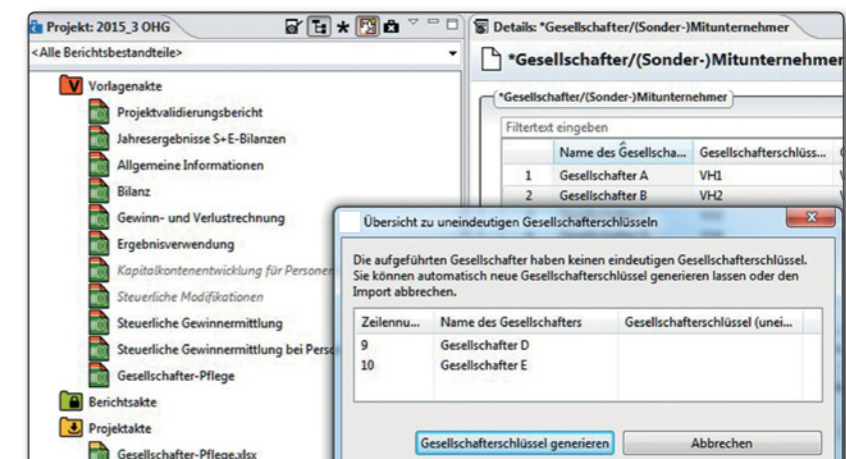 Projekt: 2015_3 OHG
<Alle Berichtsbestandteile>
Vorlagenakte
Projektvalidierungsbericht
Jahresergebnisse S+E-Bilanzen
Allgemeine Informationen
Bilanz
Gewinn- und Verlustrechnung
Ergebnisverwendung
Kapitalkontenentwicklung für Personen
Steuerliche Modifikationen
Steuerliche Gewinnermittlung
Steuerliche Gewinnermittlung bei Perso
Gesellschafter-Pflege
Berichtsakte
Projektakte
Gesellschafter-Pflege.xlsx
Details: *Gesellschafter/(Sonder-)Mitunternehmer
*Gesellschafter/(Sonder-)Mitunternehmer
*Gesellschafter/(Sonder-)Mitunternehmer
Filtertext eingeben
Name des Gesellscha... Gesellschafterschlüss...
1 Gesellschafter A VH1
2 Gesellschafter B VH2
Übersicht zu uneindeutigen Gesellschafterschlüsseln
Die aufgeführten Gesellschafter haben keinen eindeutigen Gesellschafterschlüssel.
Sie können automatisch neue Gesellschafterschlüssel generieren lassen oder den
Import abbrechen.
Zeilennu... Name des Gesellschafters Gesellschafterschlüssel (unei...
9 Gesellschafter D
10 Gesellschafter E
Gesellschafterschlüssel generieren Abbrechen